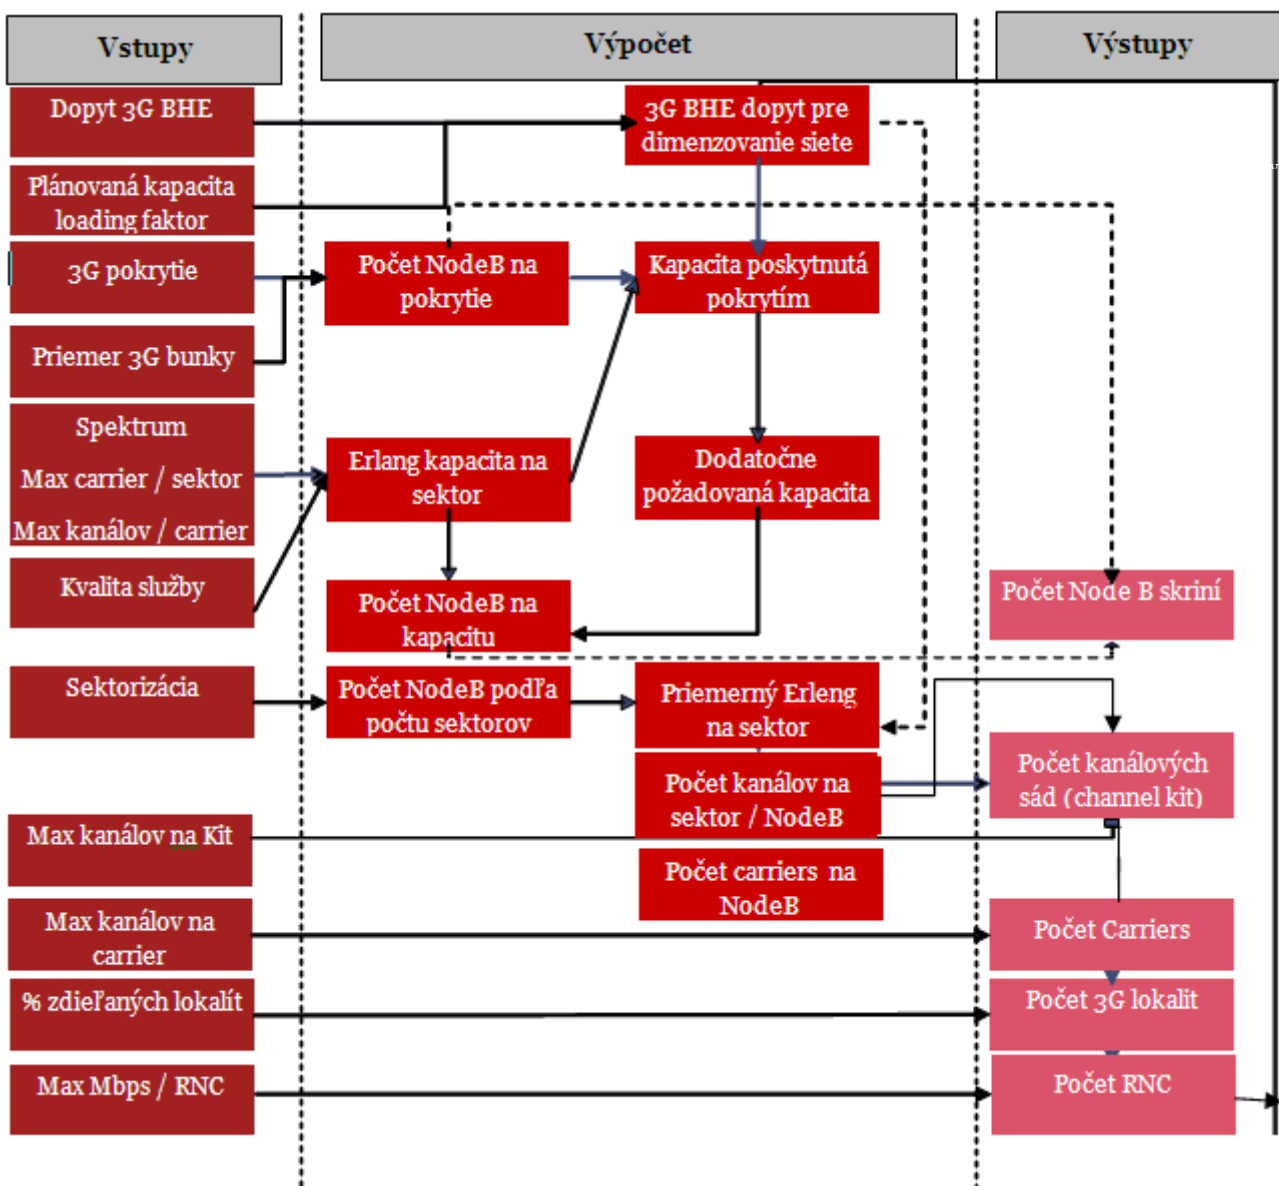 Vstupy
Výpočet
Výstupy
Dopyt 3G BHE
3G BHE dopyt pre
dimenzovanie siete
Plánovaná kapacita
loading faktor
3G pokrytie
Počet NodeB na
pokrytie
Kapacita poskytnutá
pokrytím
Priemer 3G bunky
Spektrum
Max carrier / sektor
Max kanálov / carrier
Erlang kapacita na
sektor
Dodatočne
požadovaná kapacita
Kvalita služby
Počet NodeB na
kapacitu
Počet Node B skriní
Sektorizácia
Počet NodeB podľa
počtu sektorov
Priemerný Erleng
na sektor
Počet kanálov na
sektor / NodeB
Počet kanálových
sád (channel kit)
Max kanálov na Kit
Počet carriers na
NodeB
Max kanálov na
carrier
Počet Carriers
% zdieľaných lokalít
Počet 3G lokalit
Max Mbps / RNC
Počet RNC